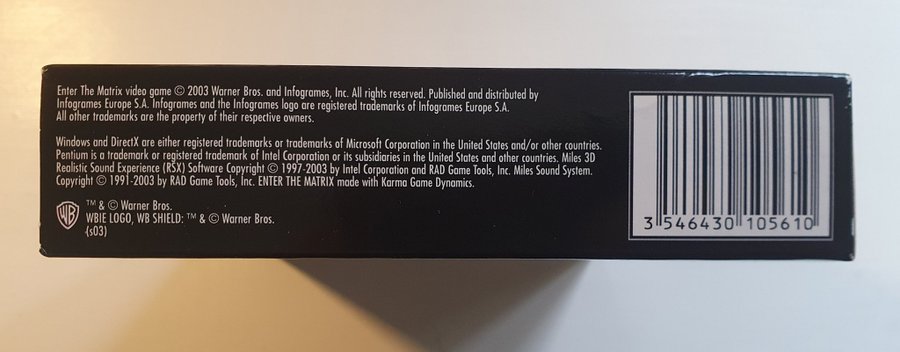 Enter The Matrix video game © 2003 Warner Bros. and Infogrames, Inc. All rights reserved. Published and distributed by
Infogrames Europe S.A. Infogrames and the Infogrames logo are registered trademarks of Infogrames Europe S.A.
All other trademarks are the property of their respective owners.
Windows and DirectX are either registered trademarks or trademarks of Microsoft Corporation in the United States and/or other countries.
Pentium is a trademark or registered trademark of Intel Corporation or its subsidiaries in the United States and other countries. Miles 3D
Realistic Sound Experience (RSX) Software Copyright © 1997-2003 by Intel Corporation and RAD Game Tools, Inc. Miles Sound System.
Copyright © 1991-2003 by RAD Game Tools, Inc. ENTER THE MATRIX made with Karma Game Dynamics.
WB
™ & © Warner Bros.
WBIE LOGO, WB SHIELD: ™ & © Warner Bros.
(s03)
3 546430 105610